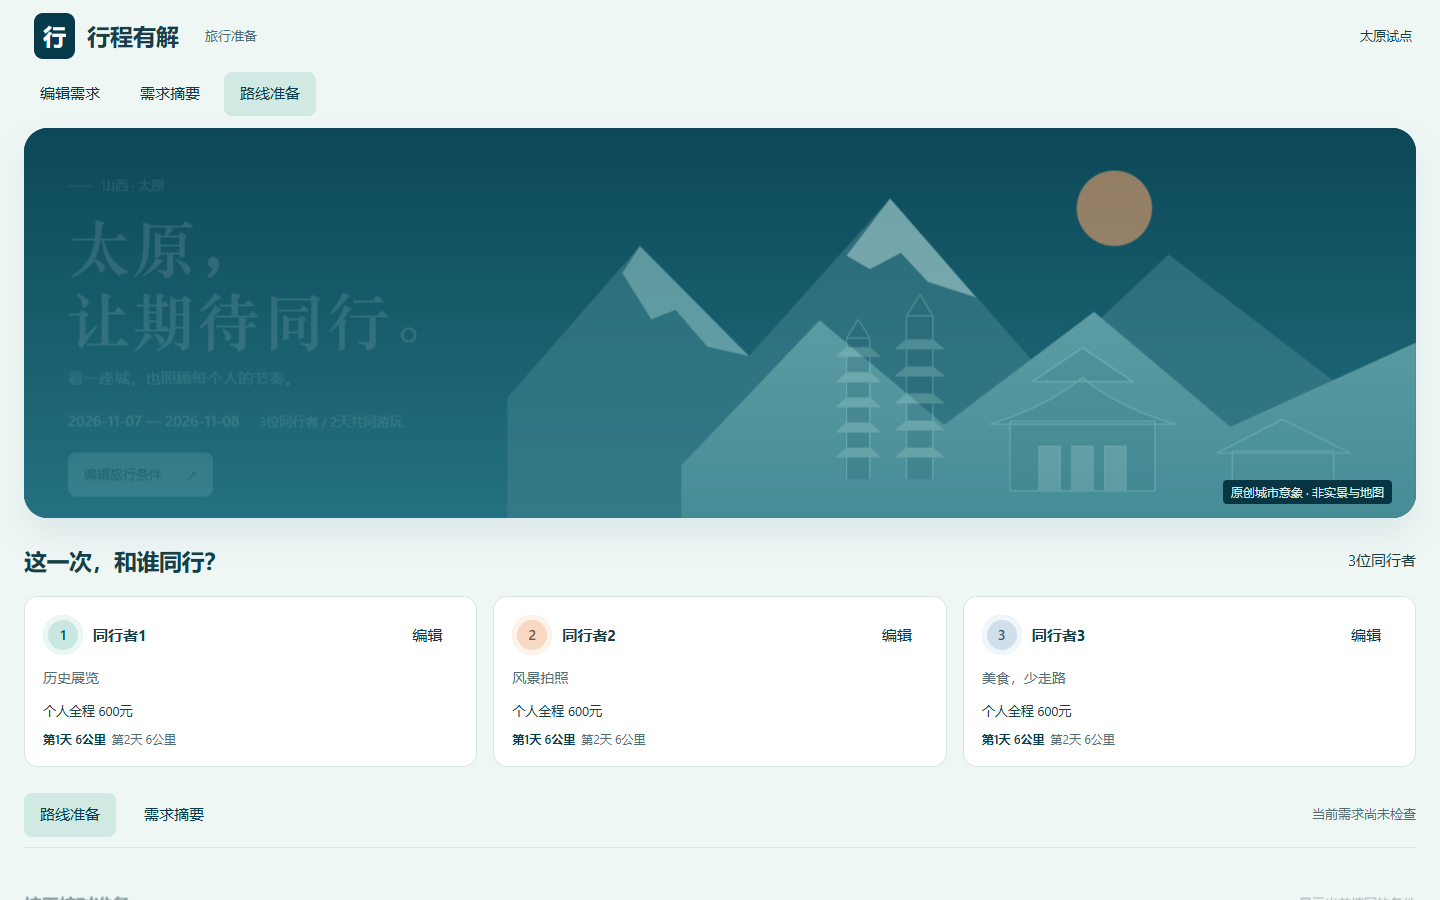 行 行程有解 旅行准备 太原试点
编辑需求 需求摘要 路线准备
山西·太原
太原，
让期待同行。
看一座城，也照顾每个人的节奏。
2026-11-07 — 2026-11-08 3位同行者 / 2天共同游玩
编辑旅行条件 ↗
原创城市意象·非实景与地图
这一次，和谁同行？ 3位同行者
1 同行者1 编辑
历史展览
个人全程 600元
第1天 6公里 第2天 6公里
2 同行者2 编辑
风景拍照
个人全程 600元
第1天 6公里 第2天 6公里
3 同行者3 编辑
美食，少走路
个人全程 600元
第1天 6公里 第2天 6公里
路线准备 需求摘要 当前需求尚未检查